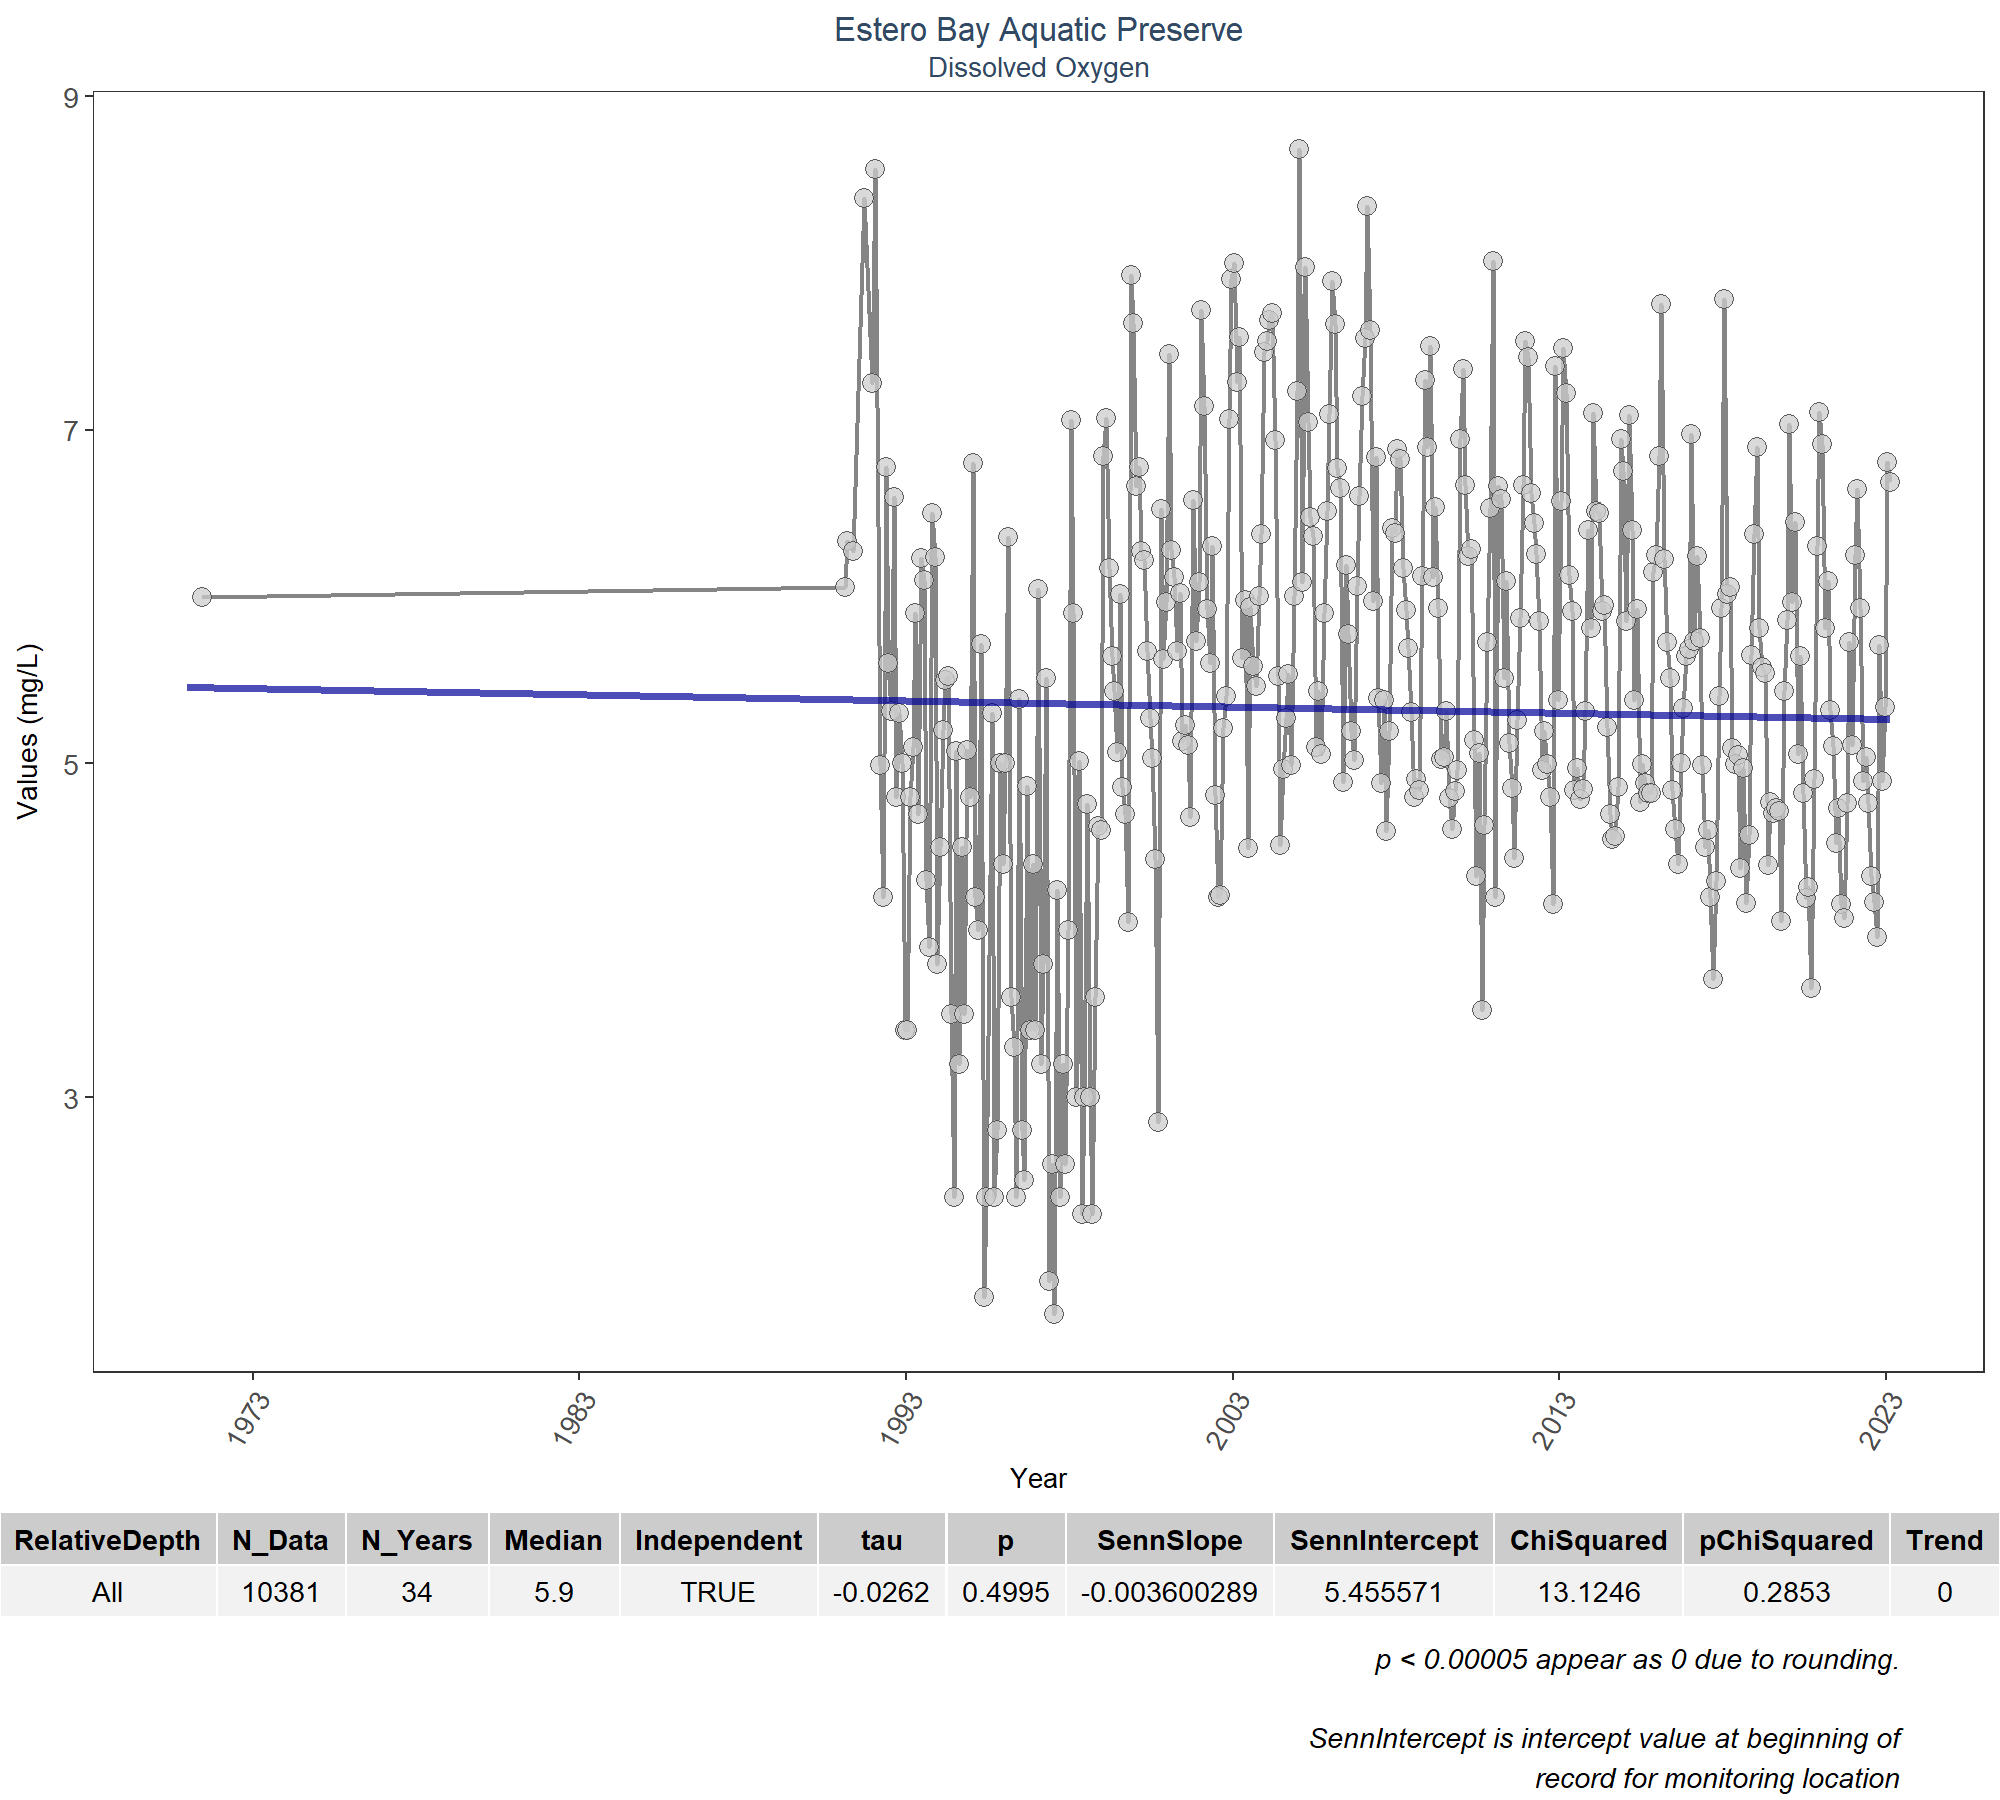 Estero Bay Aquatic Preserve
Dissolved Oxygen
9
7
5
3
Values (mg/L)
1973
1983
1993
2003
2013
2023
Year
RelativeDepth N_Data N_Years Median Independent tau p SennSlope SennIntercept ChiSquared pChiSquared Trend
All 10381 34 5.9 TRUE -0.0262 0.4995 -0.003600289 5.455571 13.1246 0.2853 0
p < 0.00005 appear as 0 due to rounding.
SennIntercept is intercept value at beginning of
record for monitoring location